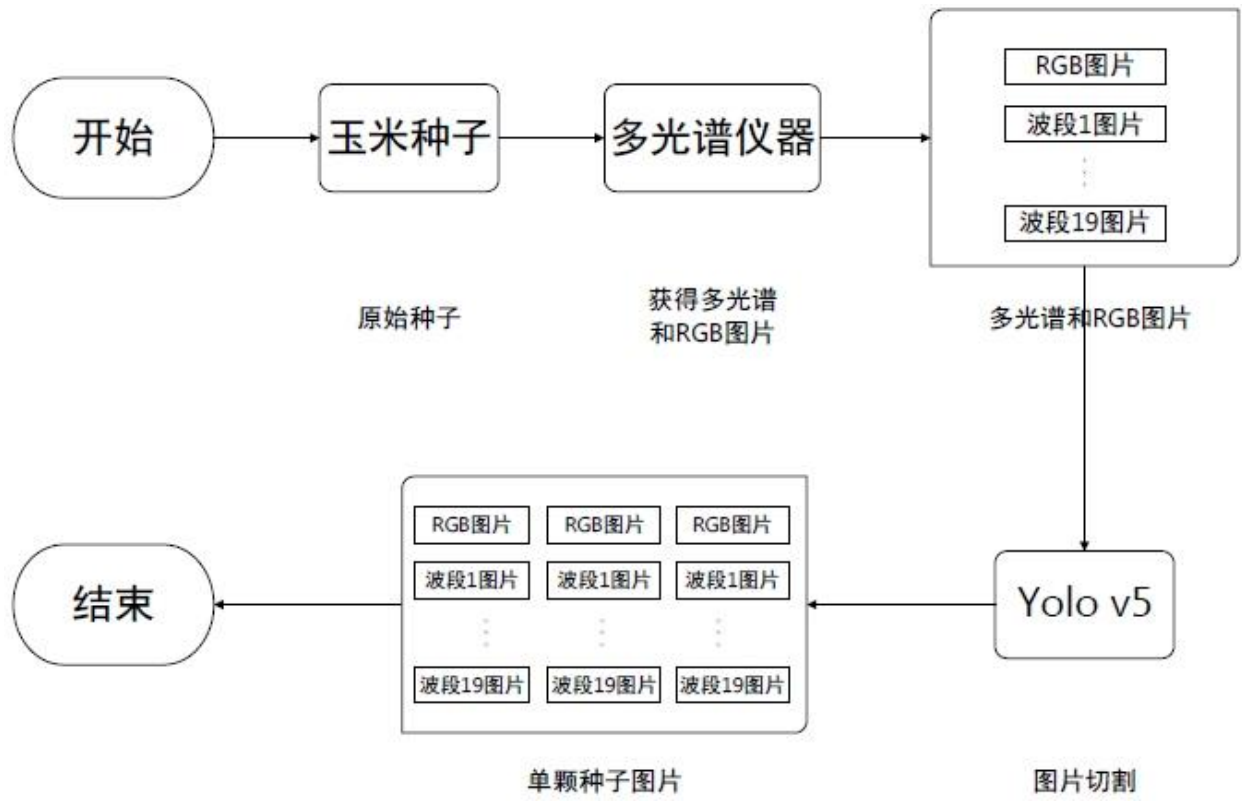 开始
玉米种子
多光谱仪器
RGB图片
波段1图片
波段19图片
原始种子
获得多光谱
和RGB图片
多光谱和RGB图片
结束
RGB图片 RGB图片 RGB图片
波段1图片 波段1图片 波段1图片
波段19图片 波段19图片 波段19图片
Yolo v5
单颗种子图片
图片切割